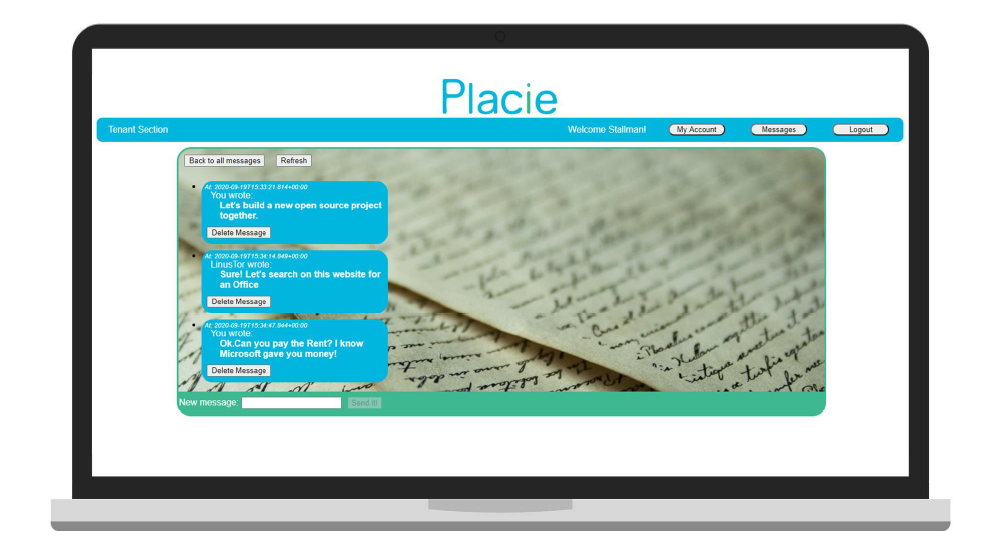 Placie
Tenant Section
Welcome Stallman!
My Account
Messages
Logout
Back to all messages
Refresh
At: 2020-09-19T15:33:21.814+00:00
You wrote:
Let's build a new open source project
together.
Delete Message
At: 2020-09-19T15:34:14.949+00:00
LinusTor wrote:
Sure! Let's search on this website for
an Office
Delete Message
At: 2020-09-19T15:34:47.844+00:00
You wrote:
Ok.Can you pay the Rent? I know
Microsoft gave you money!
Delete Message
New message:
Send it!